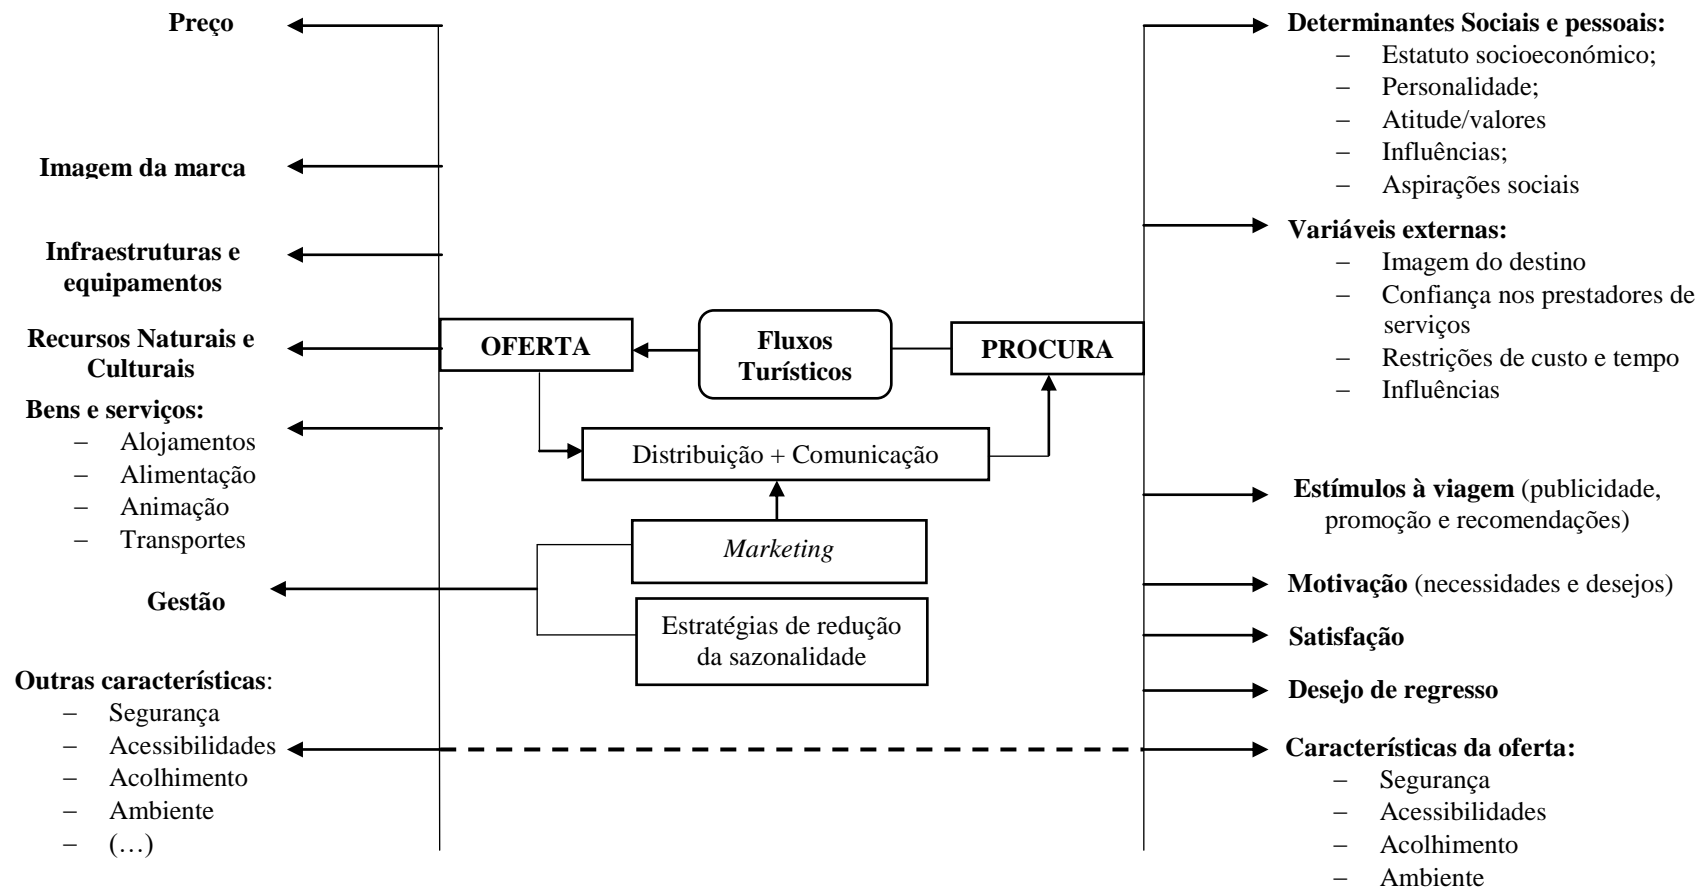 Preço
Imagem da marca
Infraestruturas e
equipamentos
Recursos Naturais e
Culturais
Bens e serviços:
– Alojamentos
– Alimentação
– Animação
– Transportes
Gestão
Outras características:
– Segurança
– Acessibilidades
– Acolhimento
– Ambiente
– (…)
OFERTA
Fluxos
Turísticos
PROCURA
Distribuição + Comunicação
Marketing
Estratégias de redução
da sazonalidade
Determinantes Sociais e pessoais:
– Estatuto socioeconómico;
– Personalidade;
– Atitude/valores
– Influências;
– Aspirações sociais
Variáveis externas:
– Imagem do destino
– Confiança nos prestadores de
serviços
– Restrições de custo e tempo
– Influências
Estímulos à viagem (publicidade,
promoção e recomendações)
Motivação (necessidades e desejos)
Satisfação
Desejo de regresso
Características da oferta:
– Segurança
– Acessibilidades
– Acolhimento
– Ambiente